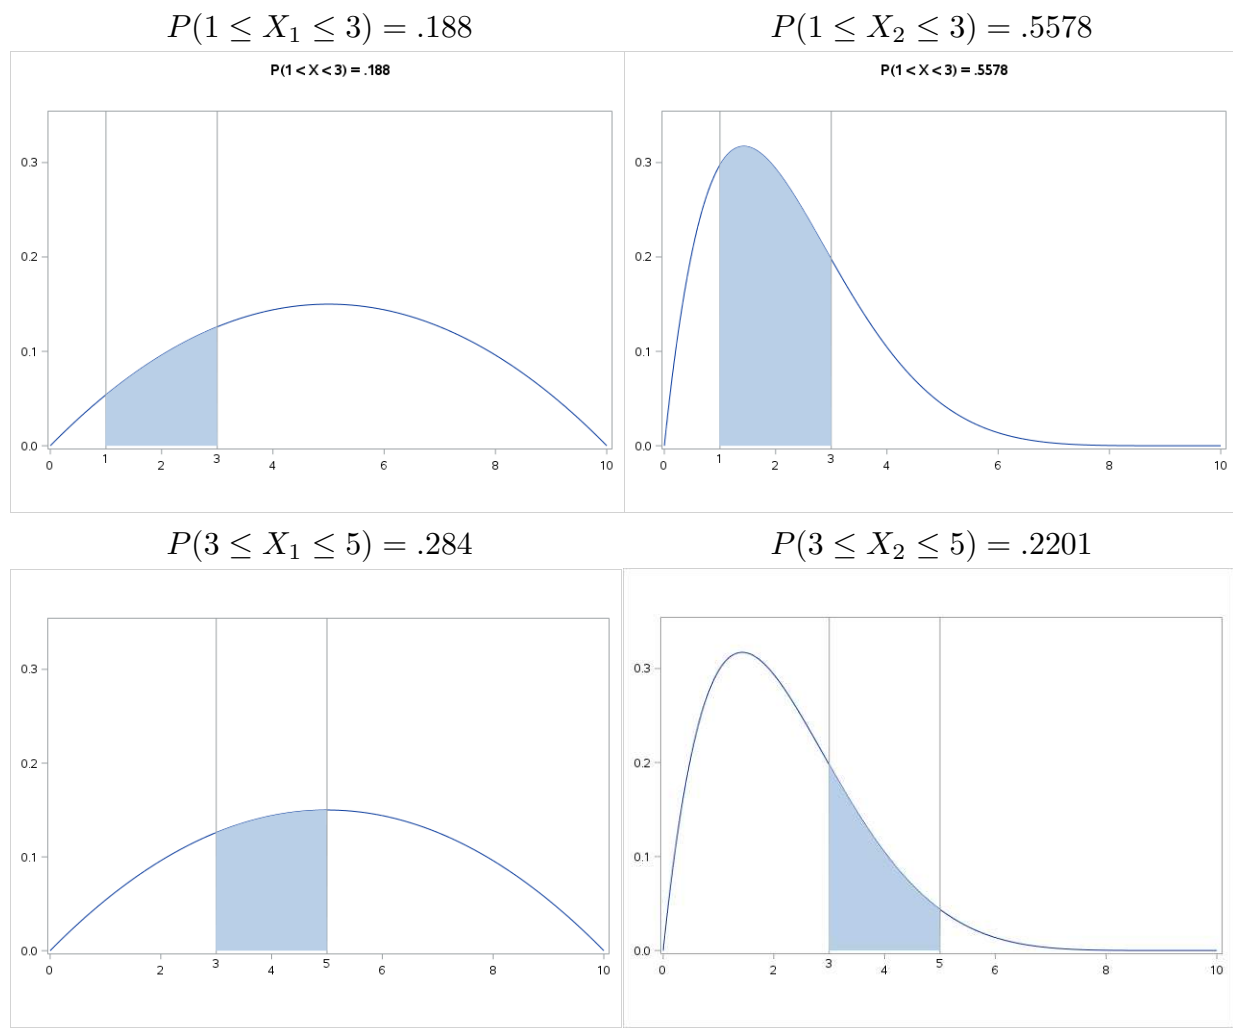 P(1 ≤ X₁ ≤ 3) = .188
P(1 < X < 3) = .188
0.3
0.2
0.1
0.0
0 1 2 3 4 6 8 10
P(1 ≤ X₂ ≤ 3) = .5578
P(1 < X < 3) = .5578
0.3
0.2
0.1
0.0
0 1 2 3 4 6 8 10
P(3 ≤ X₁ ≤ 5) = .284
0.3
0.2
0.1
0.0
0 2 3 4 5 6 8 10
P(3 ≤ X₂ ≤ 5) = .2201
0.3
0.2
0.1
0.0
0 2 3 4 5 6 8 10